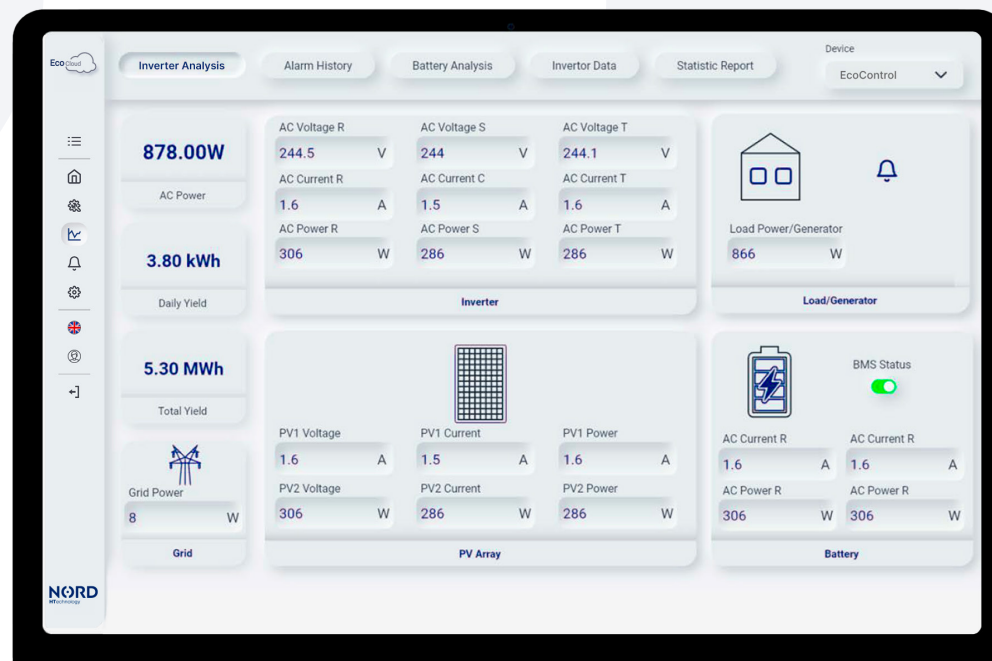 Eco Cloud
Inverter Analysis
Alarm History
Battery Analysis
Invertor Data
Statistic Report
Device
EcoControl
878.00W
AC Power
3.80 kWh
Daily Yield
5.30 MWh
Total Yield
Grid Power
8 W
Grid
AC Voltage R AC Voltage S AC Voltage T
244.5 V 244 V 244.1 V
AC Current R AC Current C AC Current T
1.6 A 1.5 A 1.6 A
AC Power R AC Power S AC Power T
306 W 286 W 286 W
Inverter
Load Power/Generator
866 W
Load/Generator
PV1 Voltage PV1 Current PV1 Power
1.6 A 1.5 A 1.6 A
PV2 Voltage PV2 Current PV2 Power
306 W 286 W 286 W
PV Array
BMS Status
AC Current R AC Current R
1.6 A 1.6 A
AC Power R AC Power R
306 W 306 W
Battery
NORD
HTechnology